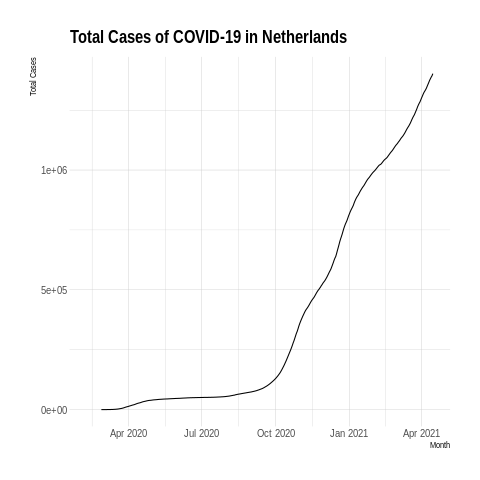 Total Cases of COVID-19 in Netherlands
Total Cases
1e+06
5e+05
0e+00
Apr 2020 Jul 2020 Oct 2020 Jan 2021 Apr 2021
Month